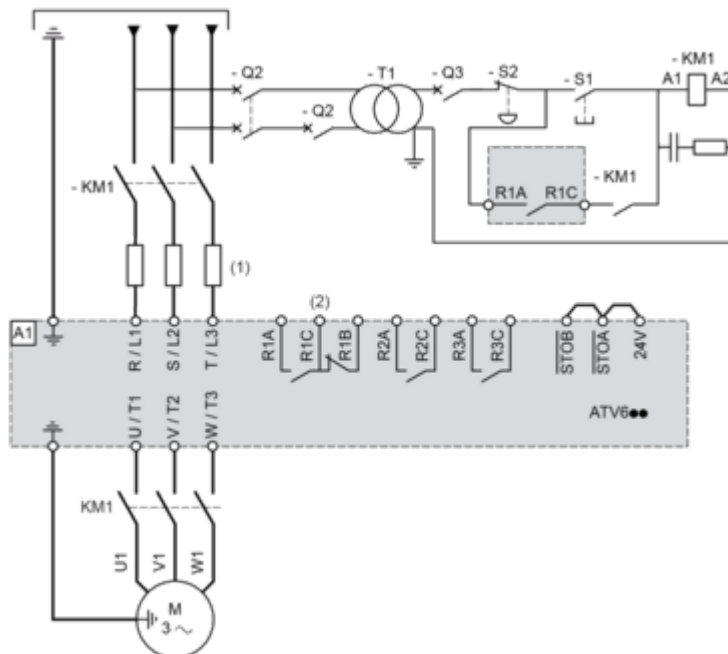 - Q2
- T1
- Q3
- S2
- S1
- KM1
A1
A2
- Q2
- KM1
R1A
R1C
- KM1
(1)
(2)
A1
R / L1
S / L2
T / L3
R1A
R1C
R1B
R2A
R2C
R3A
R3C
STOB
STOA
24V
U / T1
V / T2
W / T3
ATV6●●
KM1
U1
V1
W1
M
3 ~